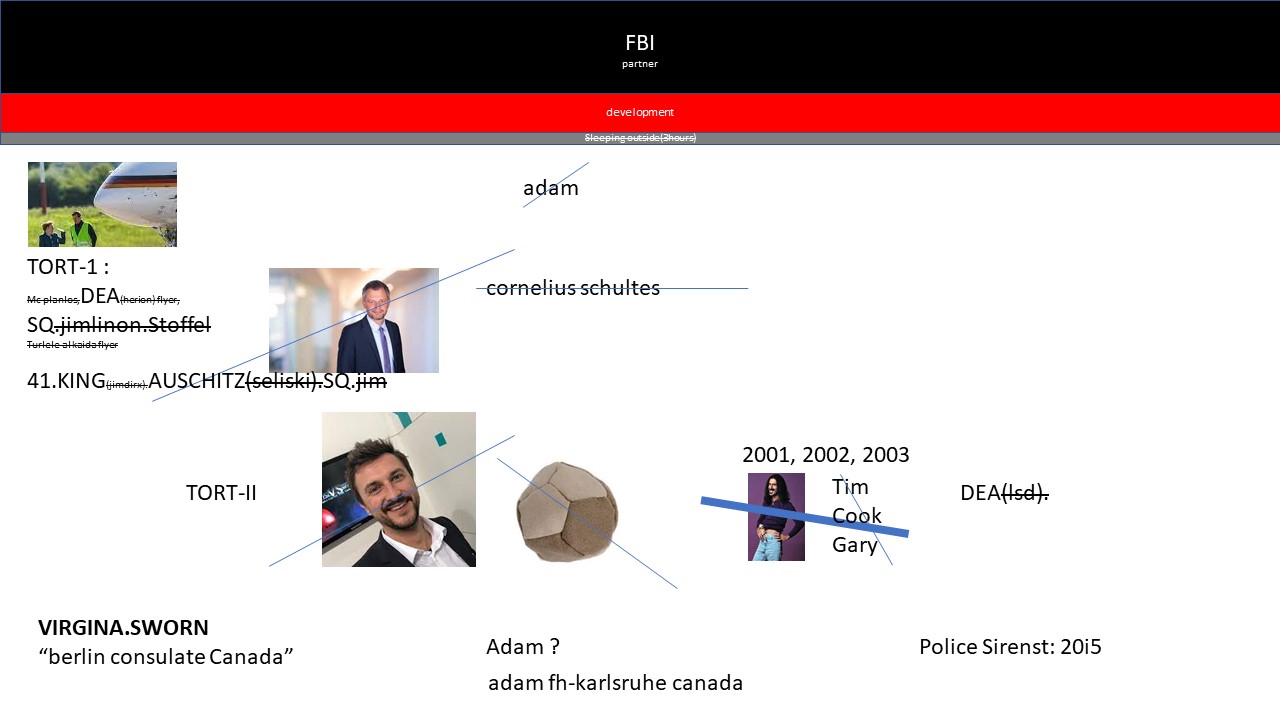 FBI
partner
development
Sleeping outside(3hours)
adam
TORT-1 :
Mc planlos,DEA(herion) flyer,
SQ.jimlinon.Stoffel
Turlele alkaida flyer
cornelius schultes
41.KING(jimdirx).AUSCHITZ(seliski).SQ.jim
2001, 2002, 2003
TORT-II
Tim
Cook
Gary
DEA(lsd).
VIRGINA.SWORN
“berlin consulate Canada”
Adam ?
Police Sirenst: 20i5
adam fh-karlsruhe canada